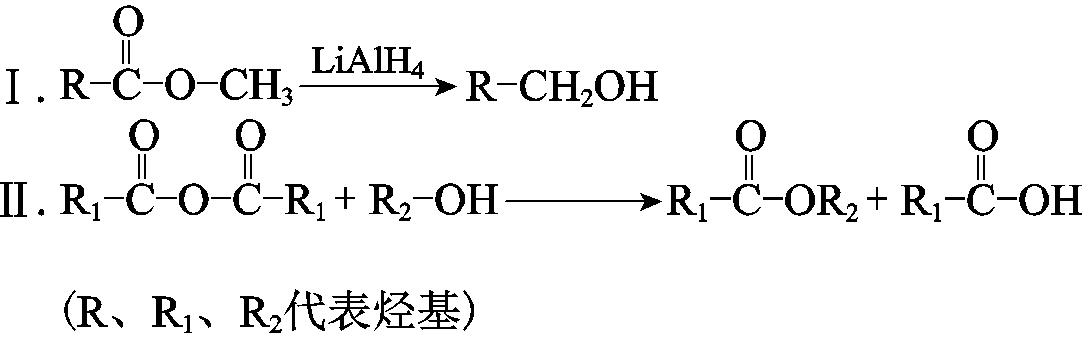 O
Ⅰ. R-C-O-CH₃ LiAlH₄ R-CH₂OH
O O O O
Ⅱ. R₁-C-O-C-R₁ + R₂-OH R₁-C-OR₂ + R₁-C-OH
(R、R₁、R₂代表烃基)